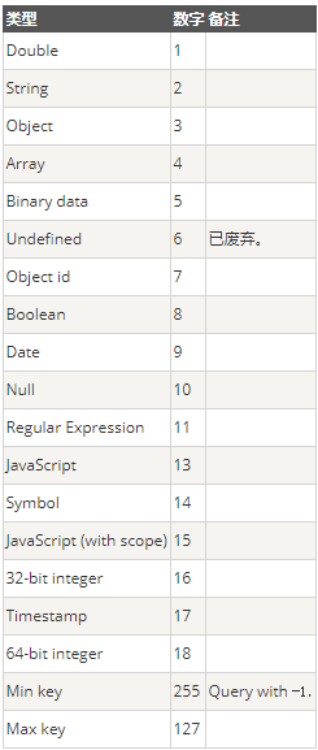 类型 数字 备注
Double 1
String 2
Object 3
Array 4
Binary data 5
Undefined 6 已废弃。
Object id 7
Boolean 8
Date 9
Null 10
Regular Expression 11
JavaScript 13
Symbol 14
JavaScript (with scope) 15
32-bit integer 16
Timestamp 17
64-bit integer 18
Min key 255 Query with -1.
Max key 127